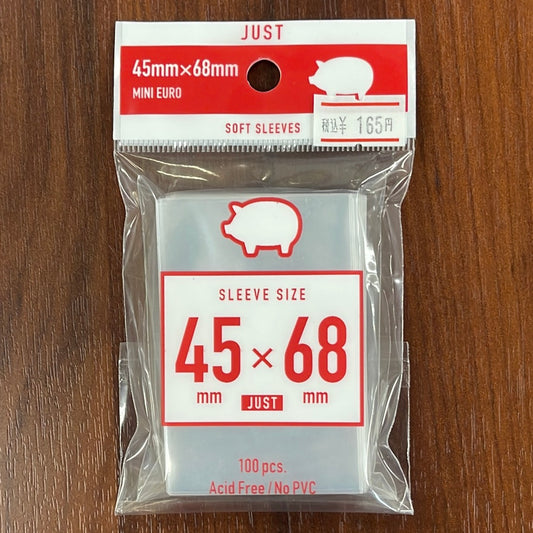 JUST
45mm×68mm
MINI EURO
税込¥ 165円
SOFT SLEEVES
SLEEVE SIZE
45×68
mm JUST mm
100 pcs.
Acid Free / No PVC